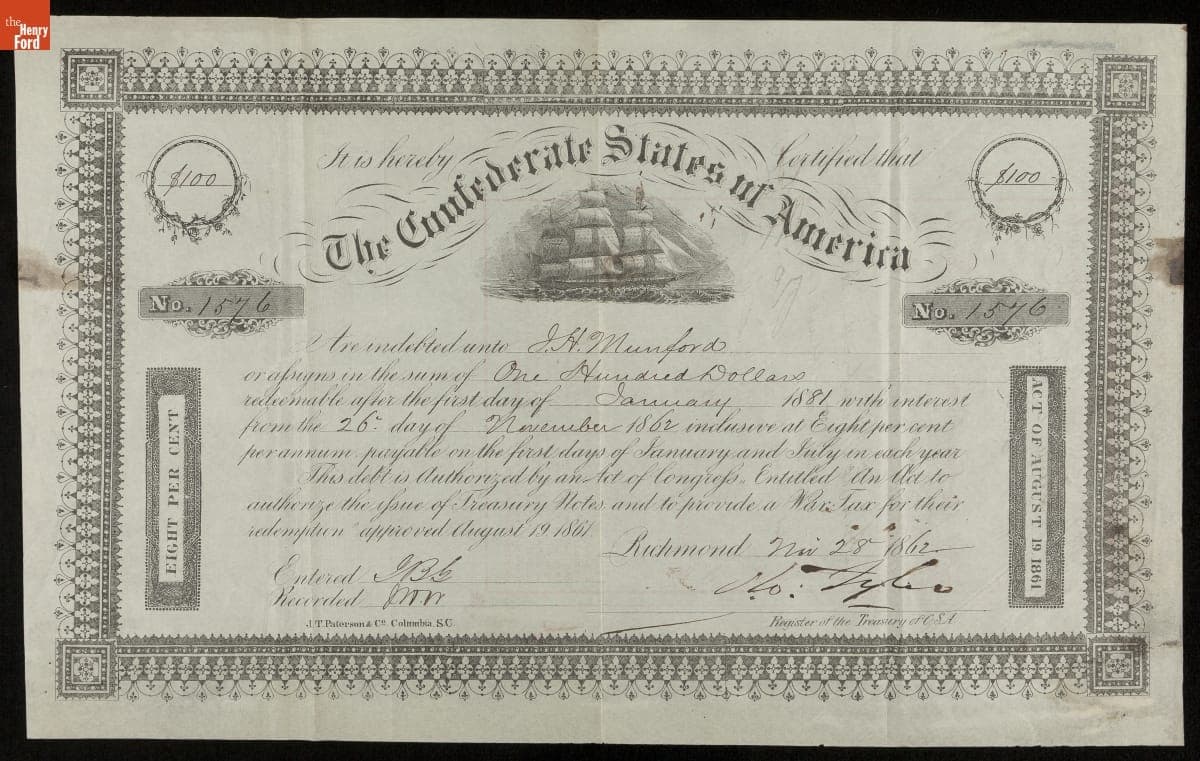 the
Henry
Ford
It is hereby Certified that
The Confederate States of America
$100
$100
No. 1576
No. 1576
Are indebted unto J. H. Munford
or assigns in the sum of One Hundred Dollars
redeemable after the first day of January 1881 with interest
from the 26. day of November 1862 inclusive at Eight per cent
per annum payable on the first days of January and July in each year
This debt is Authorized by an Act of Congress, Entitled "An Act to
authorize the issue of Treasury Notes and to provide a War Tax for their
redemption" approved August 19. 1861.
EIGHT PER CENT
ACT OF AUGUST 19 1861
Richmond Nov 28 1862
Entered
Recorded
Ro. Tyler
J. T. Paterson & Co. Columbia, S.C.
Register of the Treasury of C S A